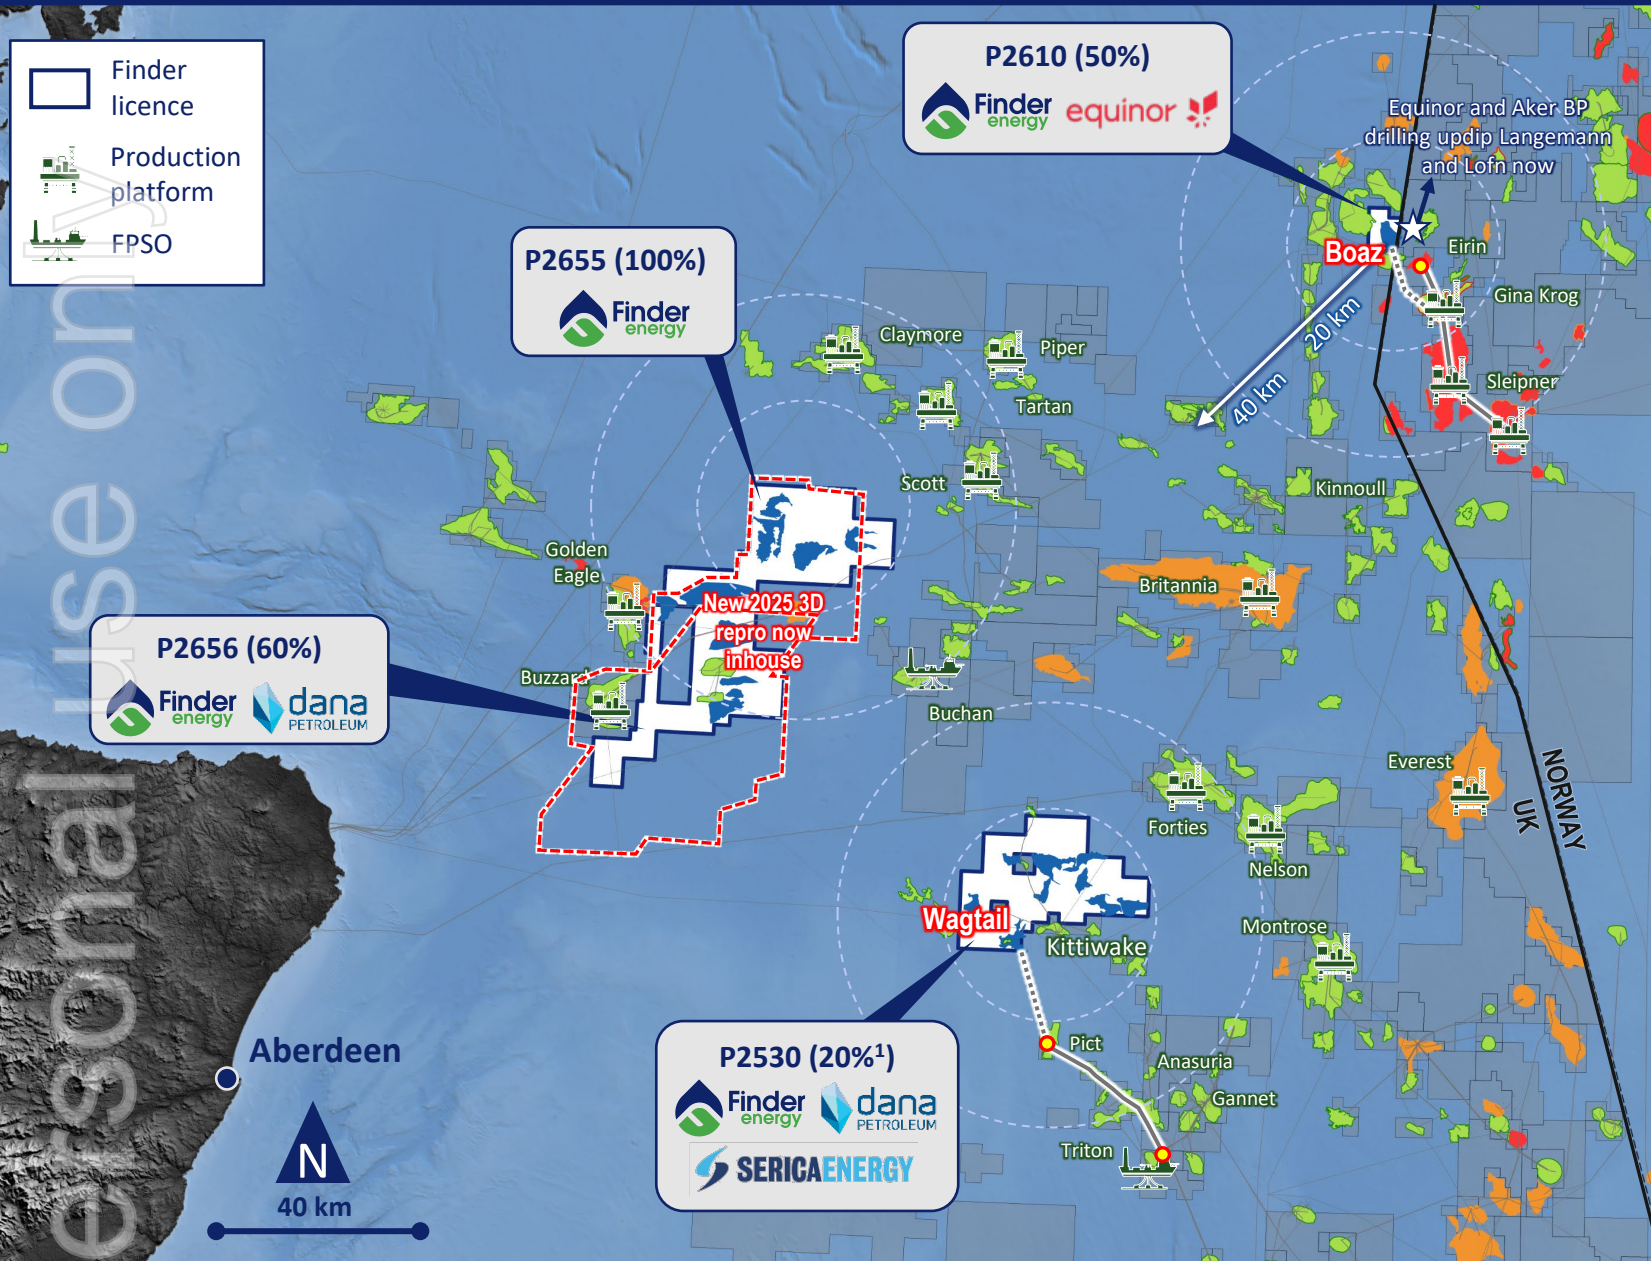 Finder
licence
Production
platform
FPSO
P2610 (50%)
Finder
energy
equinor
Equinor and Aker BP
drilling updip Langemann
and Lofn now
Boaz
Eirin
Gina Krog
20 km
40 km
Sleipner
P2655 (100%)
Finder
energy
Claymore
Piper
Tartan
Scott
Kinnoull
Golden
Eagle
Britannia
New 2025 3D
repro now
inhouse
P2656 (60%)
Finder
energy
dana
PETROLEUM
Buzzard
Buchan
Everest
NORWAY
UK
Forties
Nelson
Wagtail
Kittiwake
Montrose
Aberdeen
P2530 (20%¹)
Finder
energy
dana
PETROLEUM
SERICAENERGY
Pict
Anasuria
Gannet
Triton
N
40 km
ersonal use only